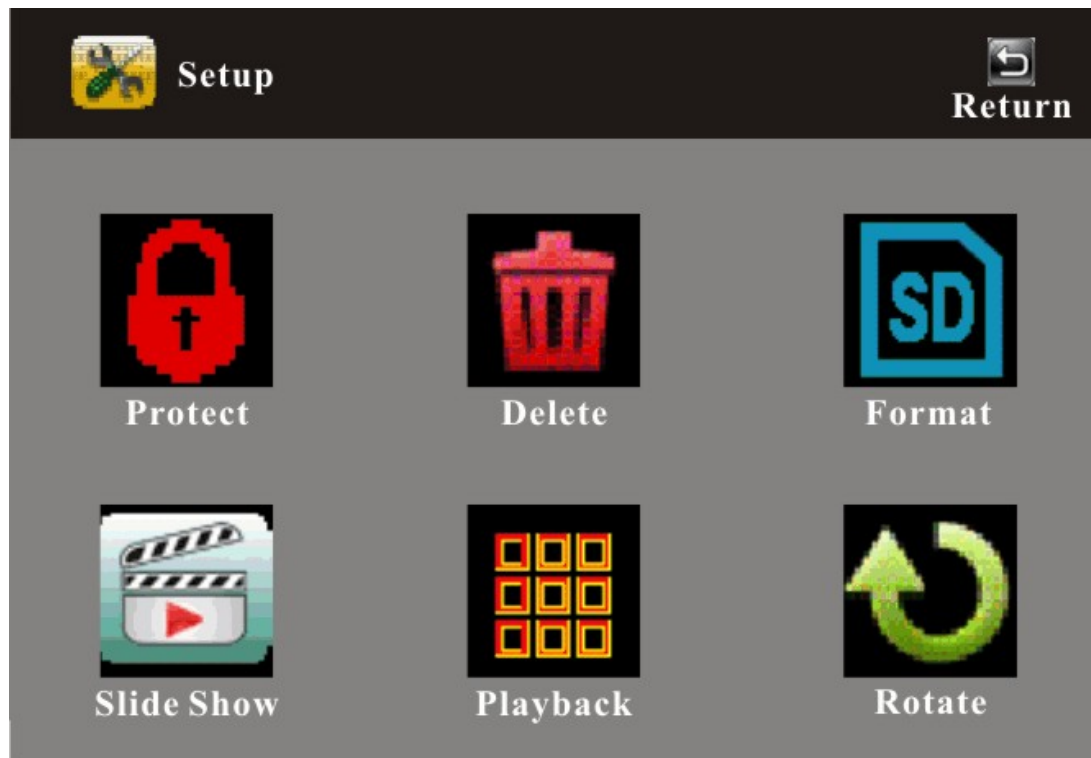 Setup
Return
SD
Protect
Delete
Format
Slide Show
Playback
Rotate